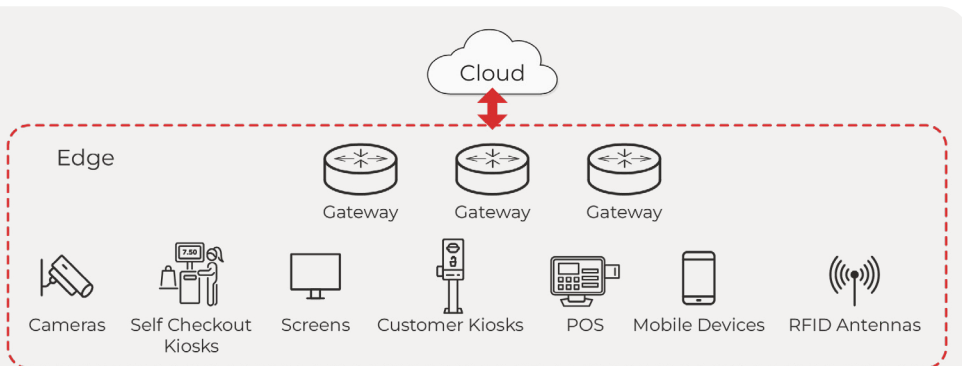 Cloud
Edge
Gateway Gateway Gateway
7.50
Cameras Self Checkout Kiosks Screens Customer Kiosks POS Mobile Devices RFID Antennas